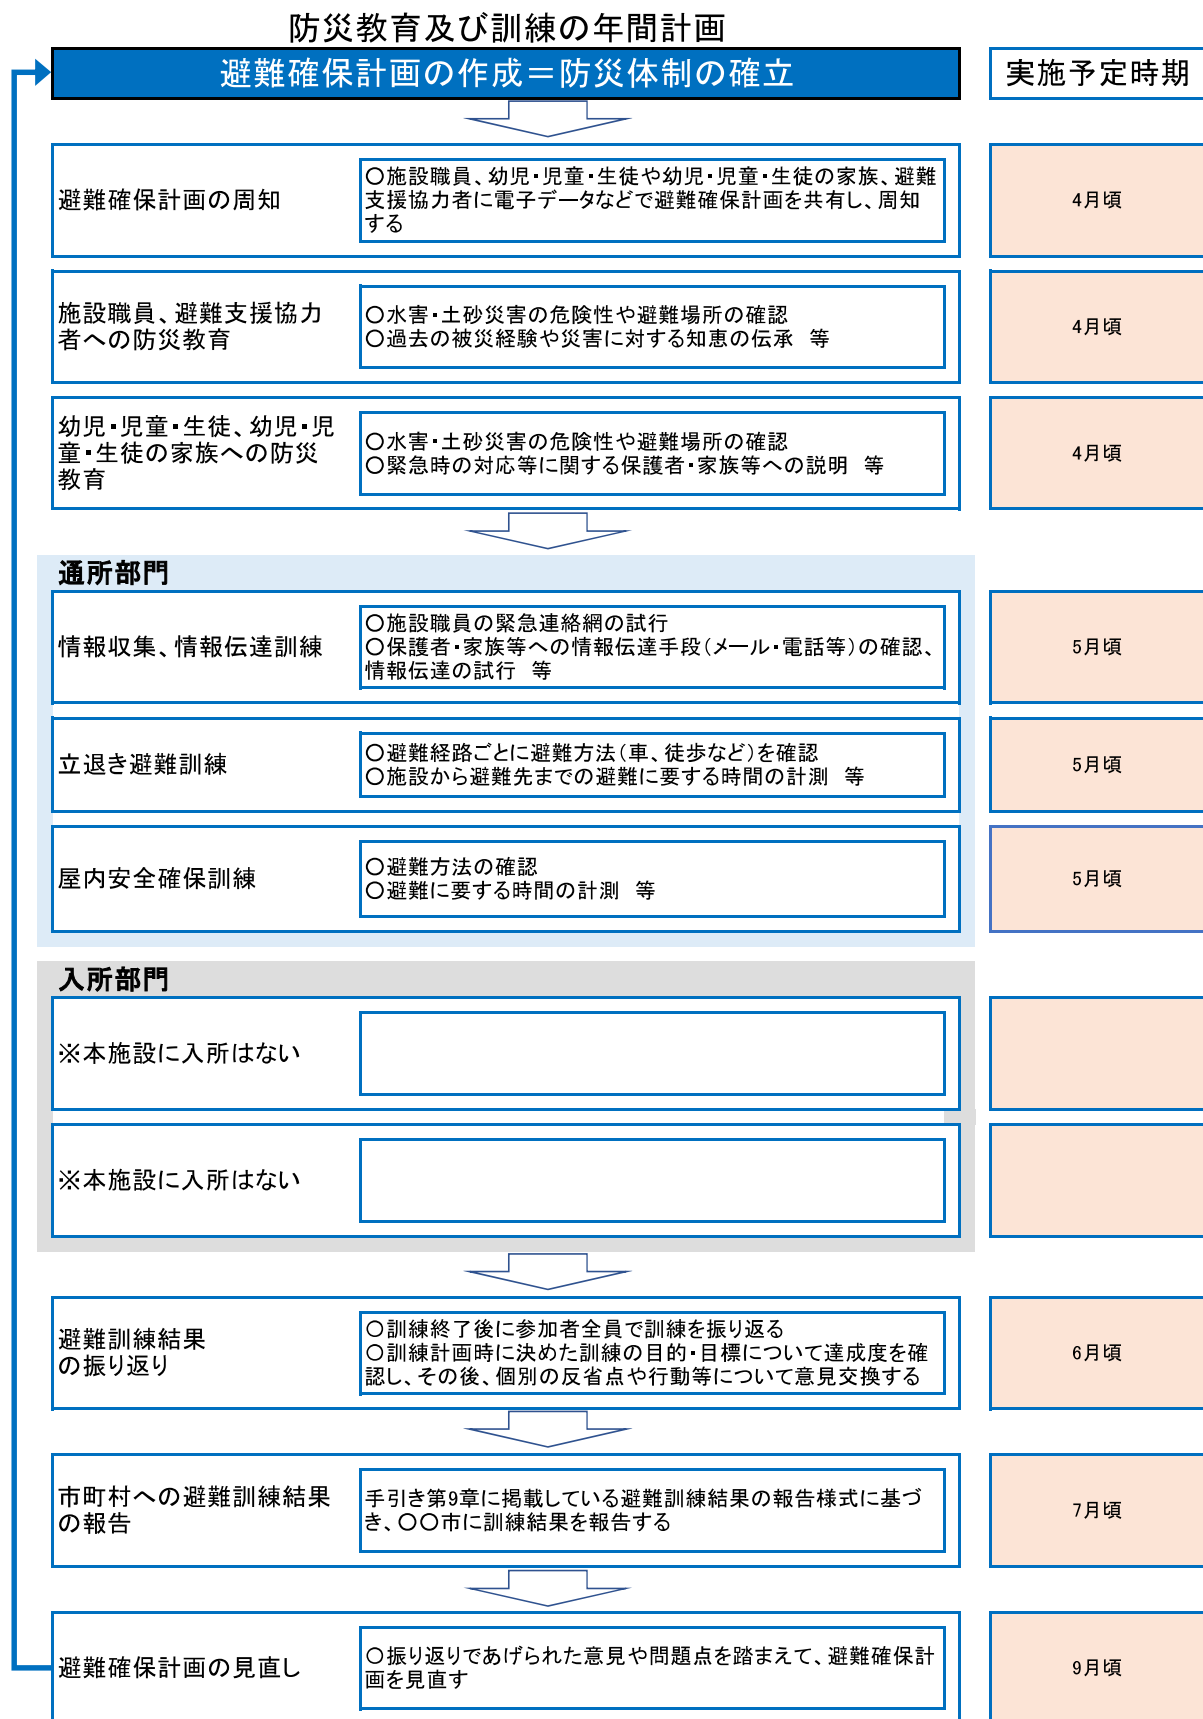 防災教育及び訓練の年間計画
避難確保計画の作成＝防災体制の確立
実施予定時期
避難確保計画の周知
〇施設職員、幼児・児童・生徒や幼児・児童・生徒の家族、避難
支援協力者に電子データなどで避難確保計画を共有し、周知
する
4月頃
施設職員、避難支援協力
者への防災教育
〇水害・土砂災害の危険性や避難場所の確認
〇過去の被災経験や災害に対する知恵の伝承　等
4月頃
幼児・児童・生徒、幼児・児
童・生徒の家族への防災
教育
〇水害・土砂災害の危険性や避難場所の確認
〇緊急時の対応等に関する保護者・家族等への説明　等
4月頃
通所部門
情報収集、情報伝達訓練
〇施設職員の緊急連絡網の試行
〇保護者・家族等への情報伝達手段（メール・電話等）の確認、
情報伝達の試行　等
5月頃
立退き避難訓練
〇避難経路ごとに避難方法（車、徒歩など）を確認
〇施設から避難先までの避難に要する時間の計測　等
5月頃
屋内安全確保訓練
〇避難方法の確認
〇避難に要する時間の計測　等
5月頃
入所部門
※本施設に入所はない
※本施設に入所はない
避難訓練結果
の振り返り
〇訓練終了後に参加者全員で訓練を振り返る
〇訓練計画時に決めた訓練の目的・目標について達成度を確
認し、その後、個別の反省点や行動等について意見交換する
6月頃
市町村への避難訓練結果
の報告
手引き第9章に掲載している避難訓練結果の報告様式に基づ
き、〇〇市に訓練結果を報告する
7月頃
避難確保計画の見直し
〇振り返りであげられた意見や問題点を踏まえて、避難確保計
画を見直す
9月頃